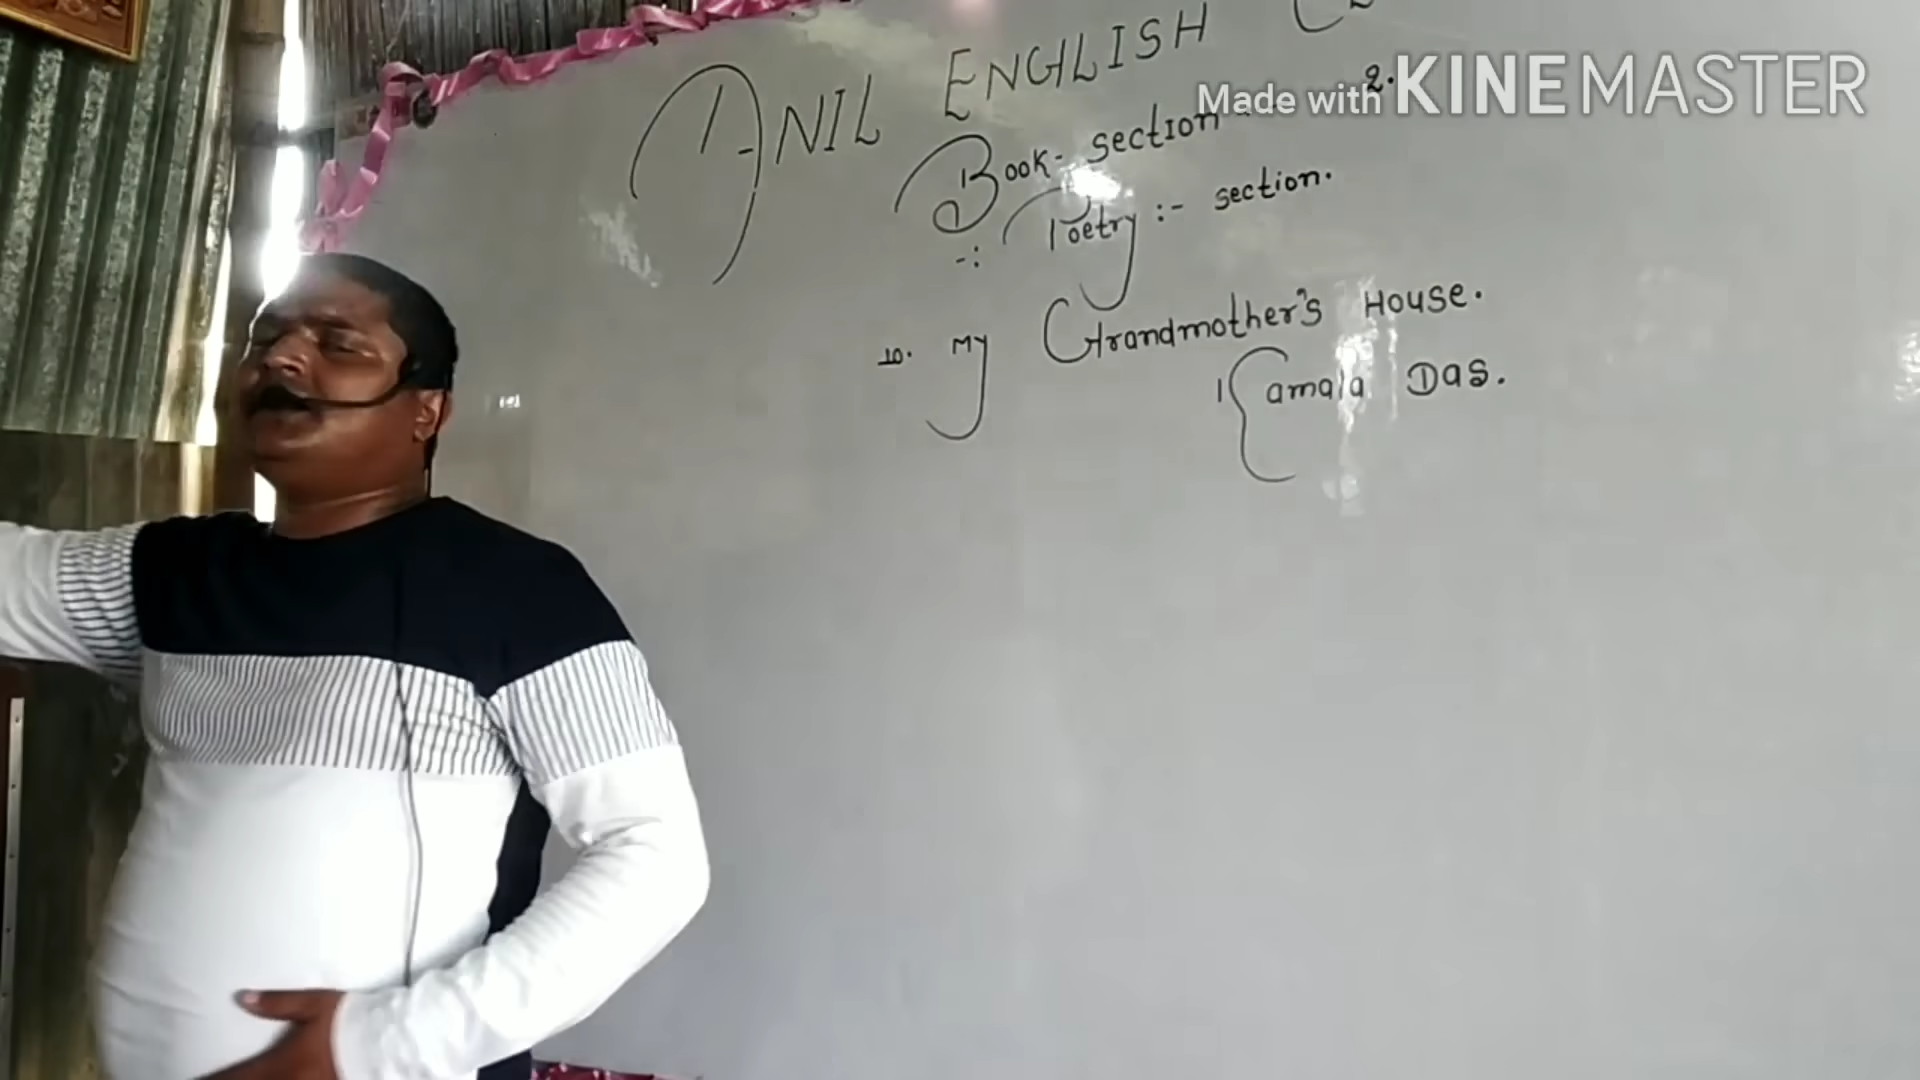 ANIL ENGLISH
Made with KINEMASTER
Book- section - 2.
-: Poetry :- section.
10. My Grandmother's House.
Kamala Das.